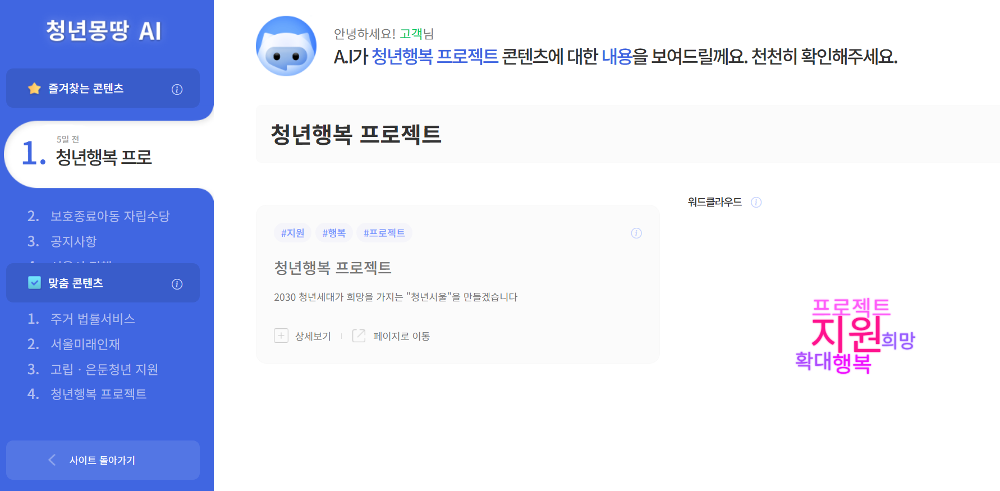 청년몽땅 AI
즐겨찾는 콘텐츠
5일 전
1. 청년행복 프로
2. 보호종료아동 자립수당
3. 공지사항
맞춤 콘텐츠
1. 주거 법률서비스
2. 서울미래인재
3. 고립 · 은둔청년 지원
4. 청년행복 프로젝트
사이트 돌아가기
안녕하세요! 고객님
A.I가 청년행복 프로젝트 콘텐츠에 대한 내용을 보여드릴께요. 천천히 확인해주세요.
청년행복 프로젝트
#지원 #행복 #프로젝트
청년행복 프로젝트
2030 청년세대가 희망을 가지는 "청년서울"을 만들겠습니다
상세보기 페이지로 이동
워드클라우드
프로젝트
지원 희망
확대 행복